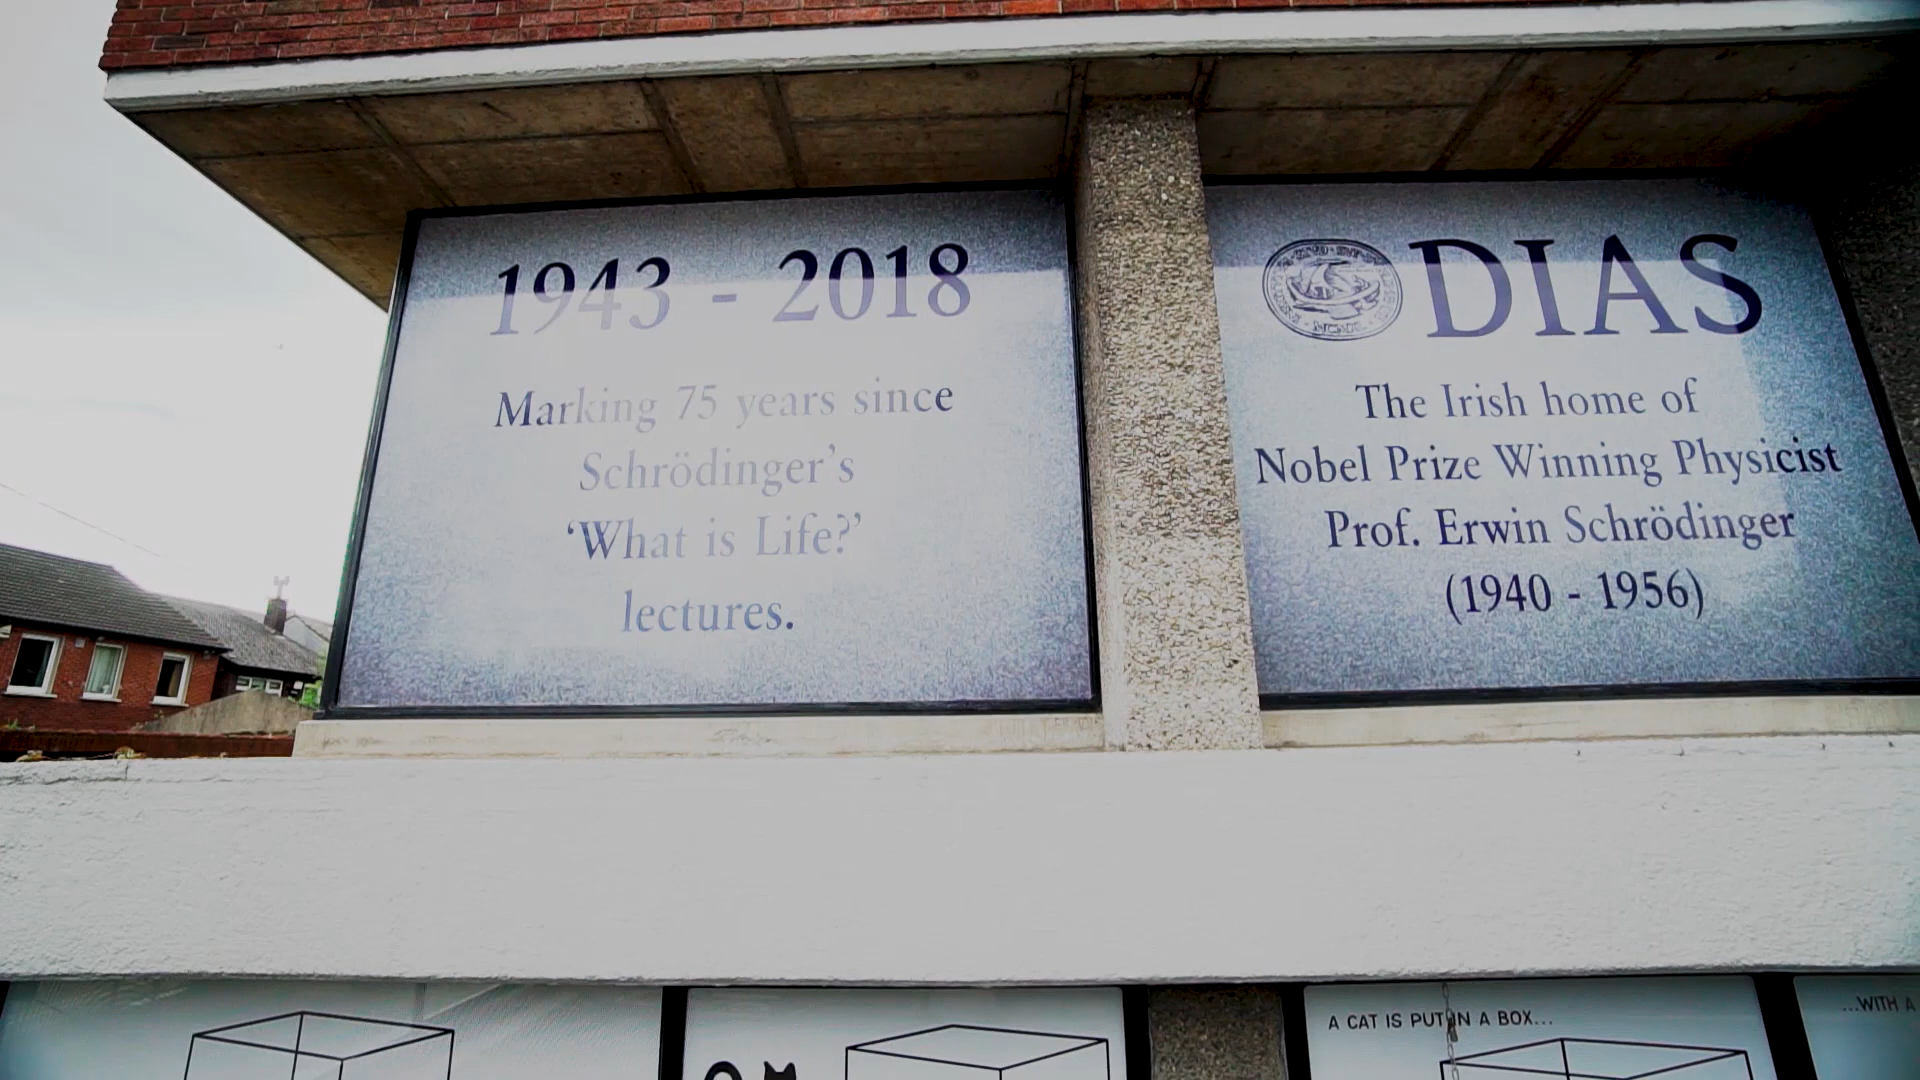 1943 - 2018
Marking 75 years since
Schrödinger's
‘What is Life?’
lectures.
DIAS
The Irish home of
Nobel Prize Winning Physicist
Prof. Erwin Schrödinger
(1940 - 1956)
A CAT IS PUT IN A BOX...
...WITH A